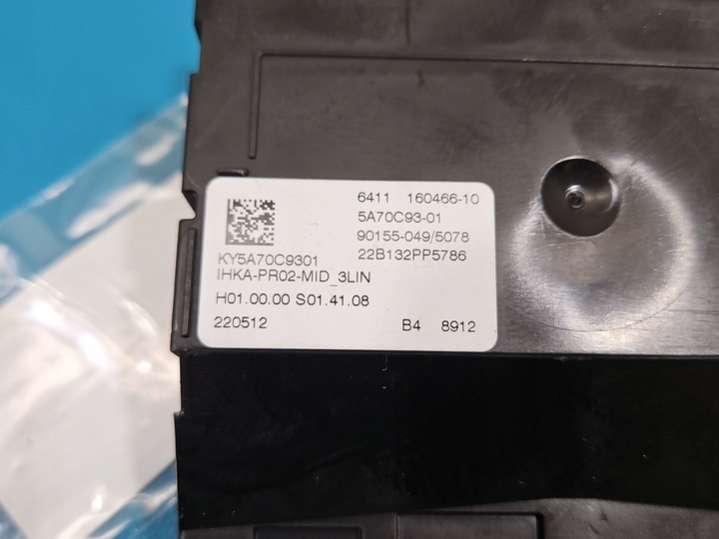 6411 160466-10
5A70C93-01
90155-049/5078
KY5A70C9301 22B132PP5786
IHKA-PR02-MID_3LIN
H01.00.00 S01.41.08
220512 B4 8912